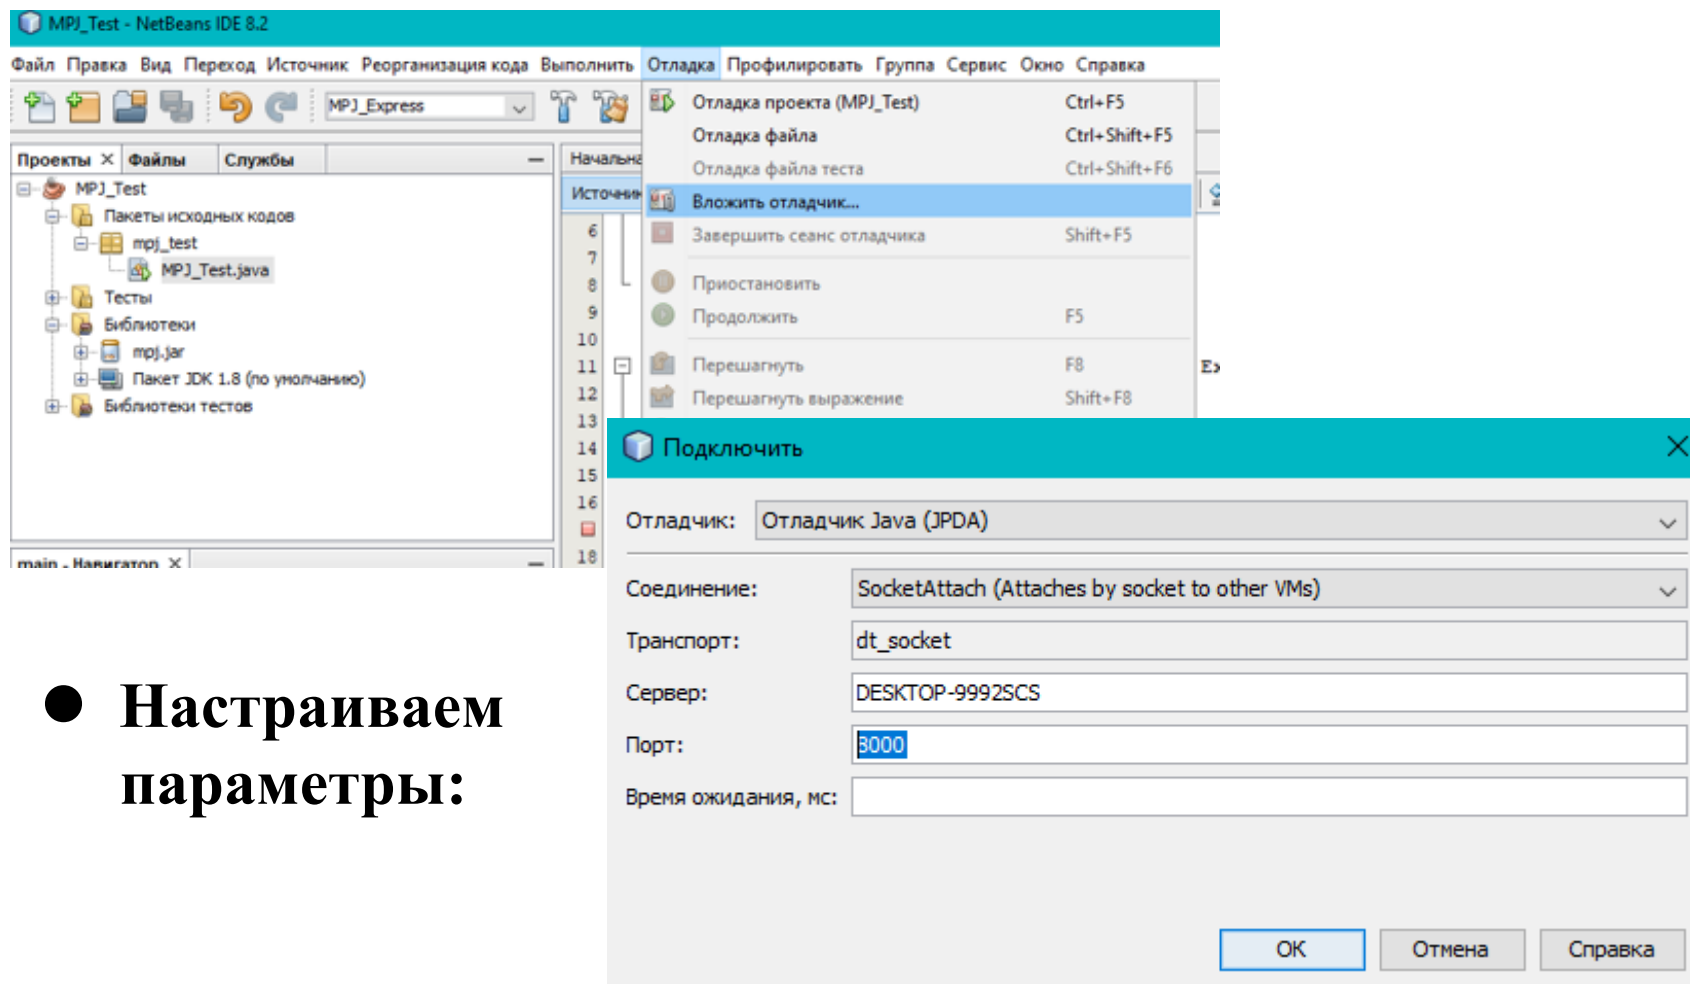 MPJ_Test - NetBeans IDE 8.2
Файл Правка Вид Переход Источник Реорганизация кода Выполнить Отладка Профилировать Группа Сервис Окно Справка
MPJ_Express
Проекты Файлы Службы
MPJ_Test
Пакеты исходных кодов
mpj_test
MPJ_Test.java
Тесты
Библиотеки
mpj.jar
Пакет JDK 1.8 (по умолчанию)
Библиотеки тестов
main - Навигатор
6
7
8
9
10
11
12
13
14
15
16
18
Отладка проекта (MPJ_Test) Ctrl+F5
Отладка файла Ctrl+Shift+F5
Отладка файла теста Ctrl+Shift+F6
Вложить отладчик...
Завершить сеанс отладчика Shift+F5
Приостановить
Продолжить F5
Перешагнуть F8
Перешагнуть выражение Shift+F8
Подключить
Отладчик: Отладчик Java (JPDA)
Соединение: SocketAttach (Attaches by socket to other VMs)
Транспорт: dt_socket
Сервер: DESKTOP-9992SCS
Порт: 8000
Время ожидания, мс:
OK Отмена Справка
● Настраиваем
параметры: